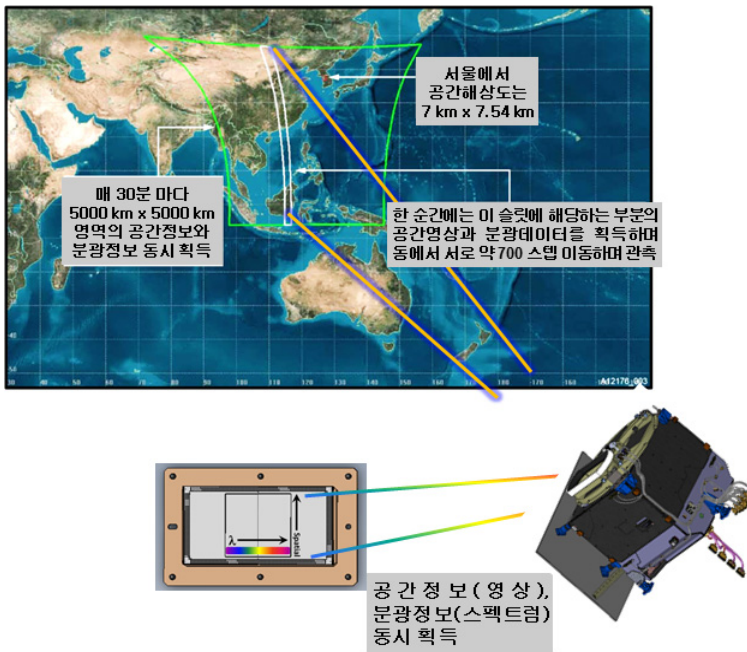 서울에서
공간해상도는
7 km x 7.54 km
매 30분 마다
5000 km x 5000 km
영역의 공간정보와
분광정보 동시 획득
한 순간에는 이 슬릿에 해당하는 부분의
공간영상과 분광데이터를 획득하며
동에서 서로 약 700 스텝 이동하며 관측
A12176_003
λ
Spatial
공간정보(영상),
분광정보(스펙트럼)
동시 획득